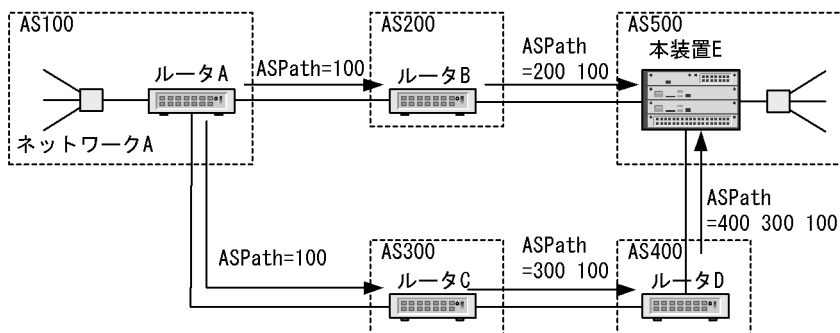 AS100
AS200
AS500
ルータA
ASPath=100
ルータB
ASPath
=200 100
本装置E
ネットワークA
ASPath
=400 300 100
ASPath=100
AS300
ルータC
ASPath
=300 100
AS400
ルータD